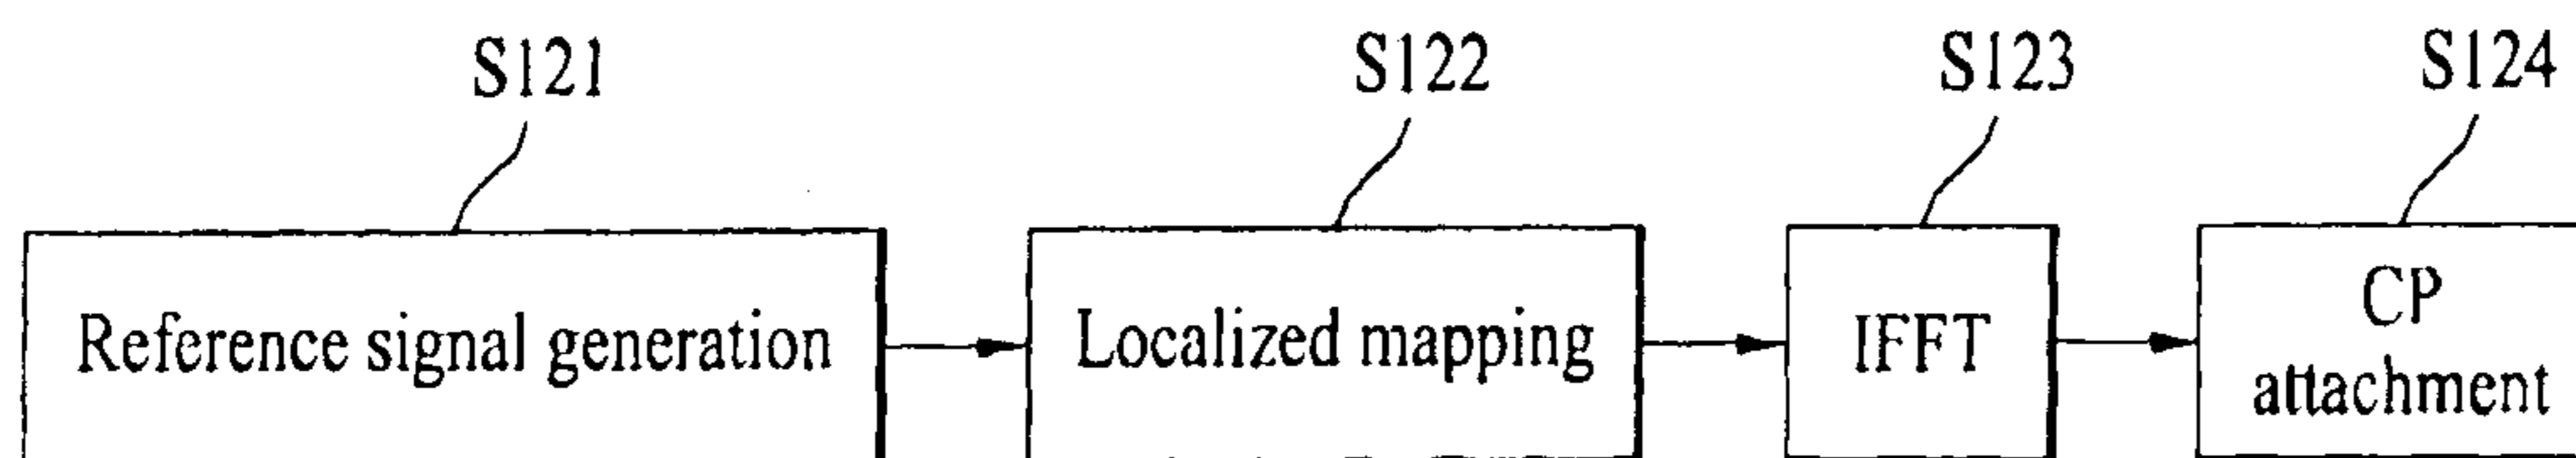 S121 S122 S123 S124
Reference signal generation
Localized mapping
IFFT
CP
attachment